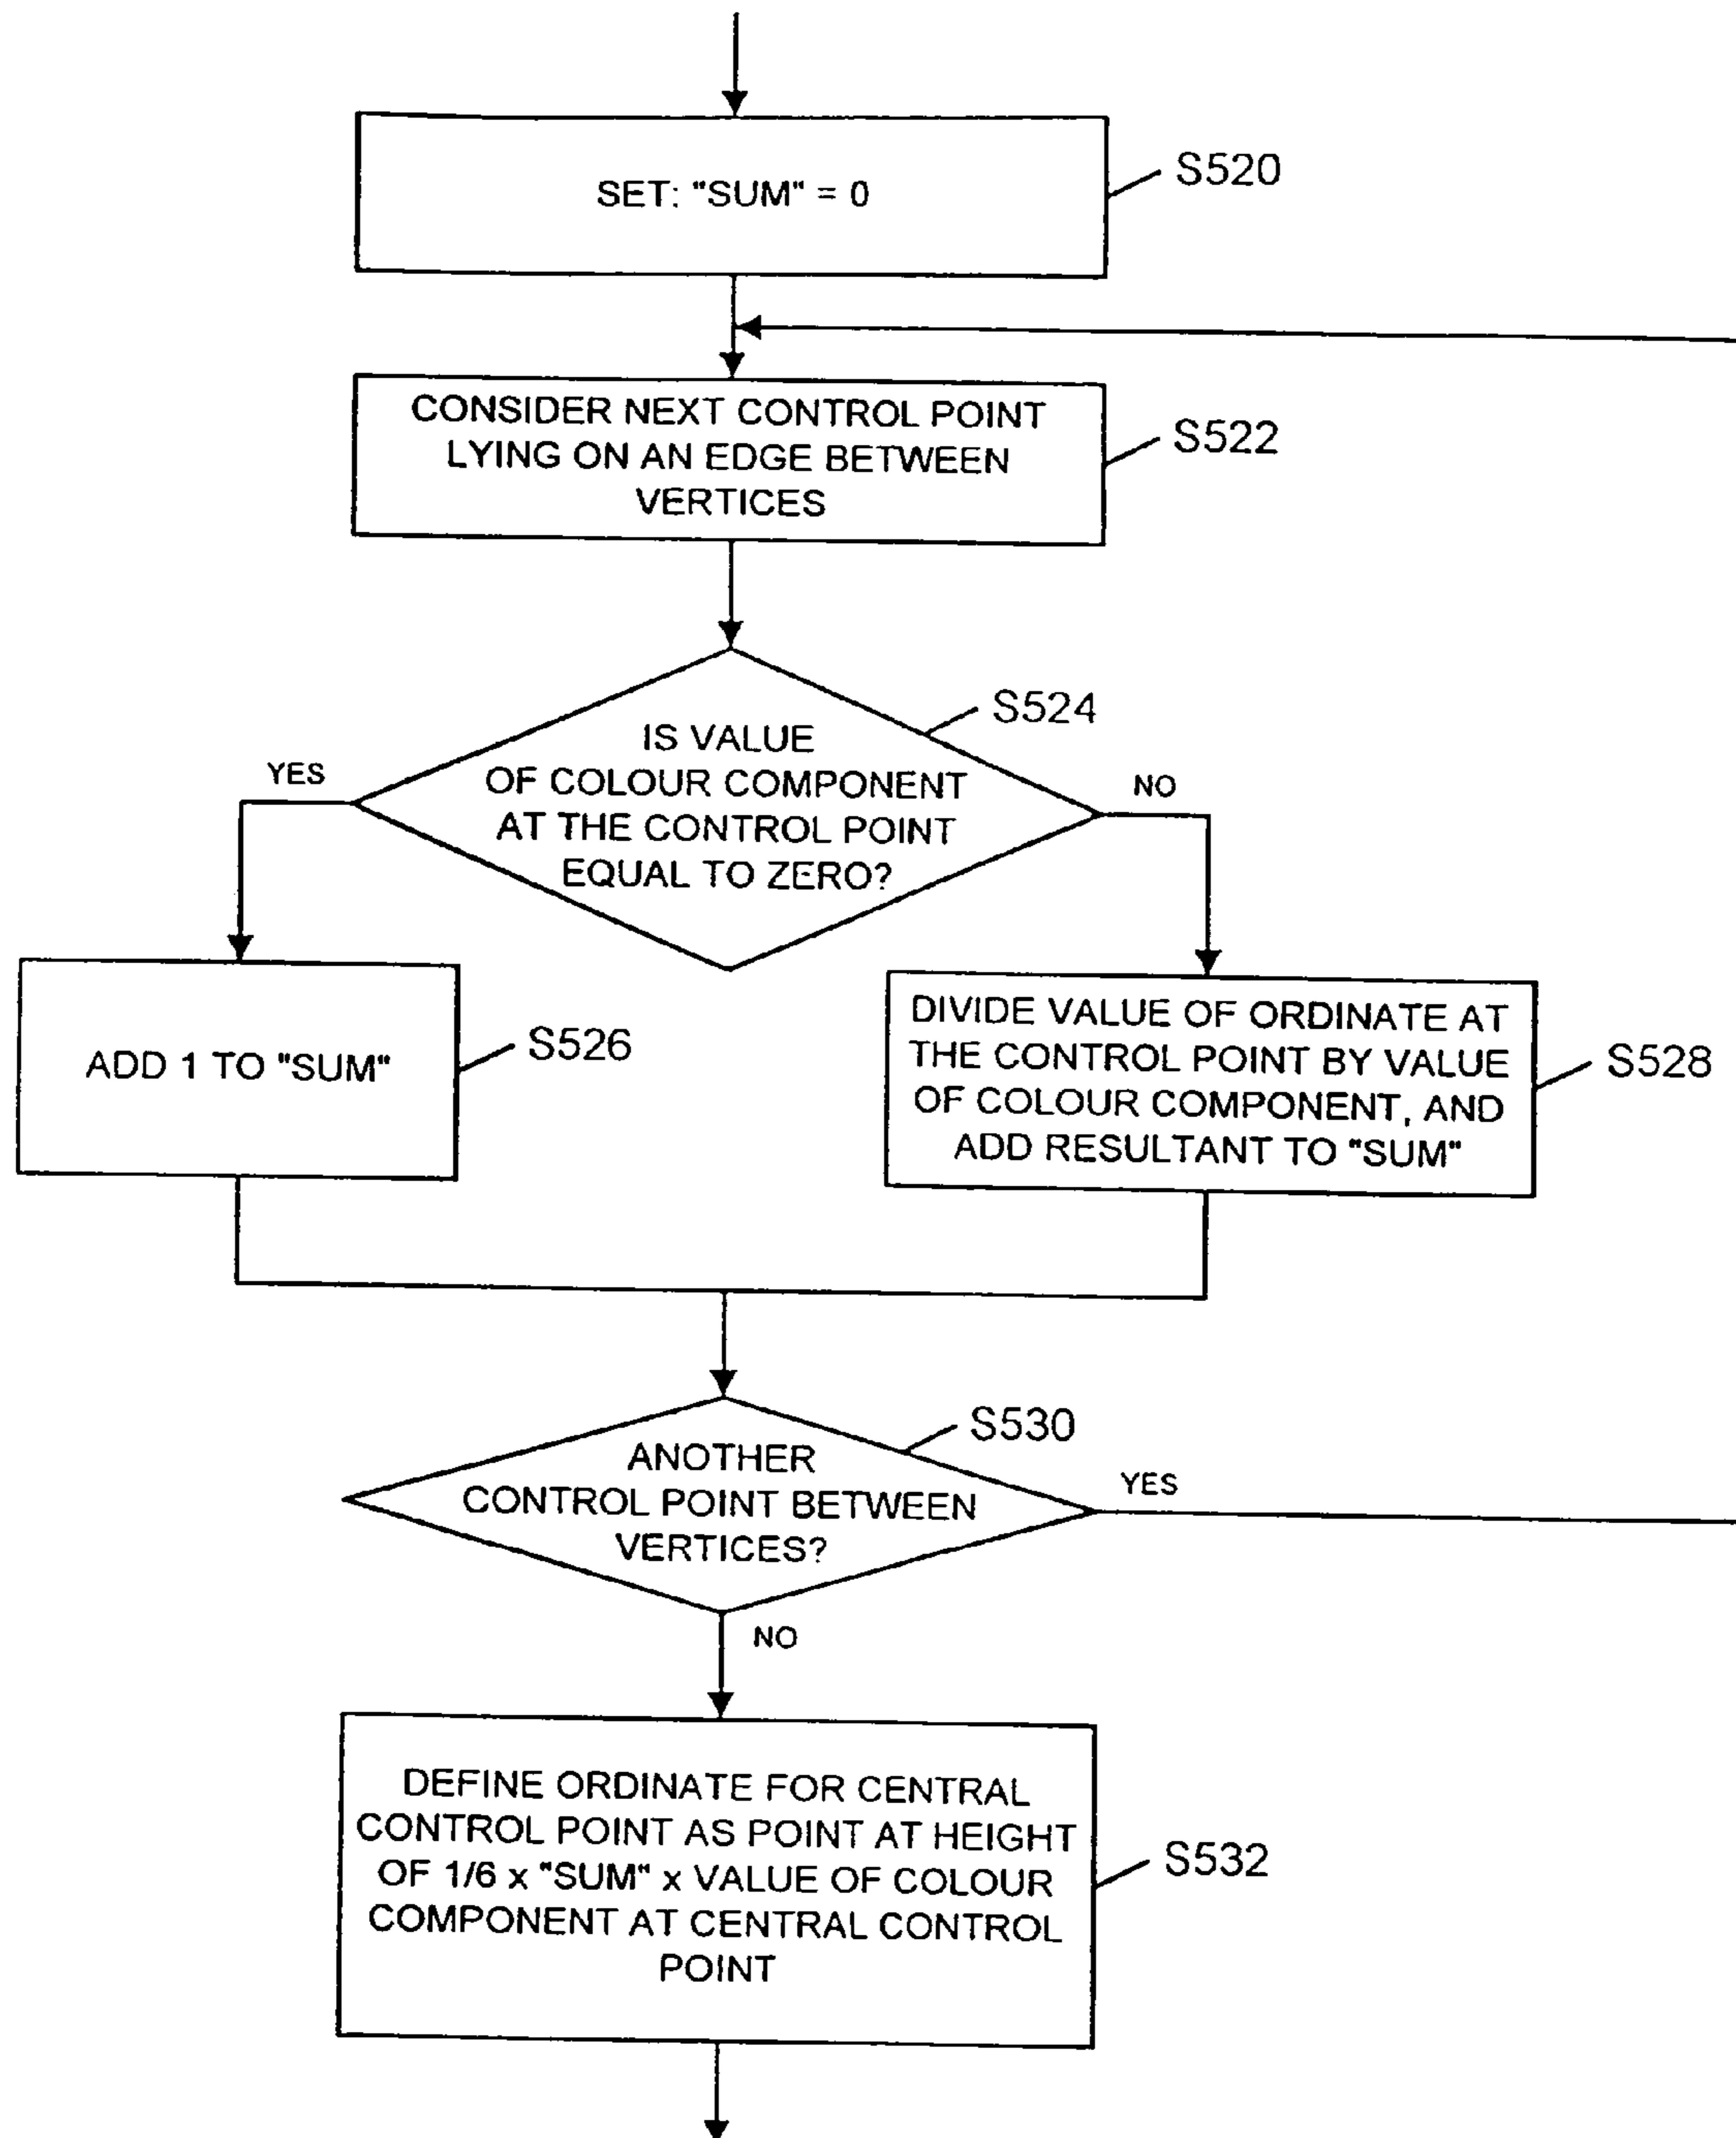 SET: "SUM" = 0
S520
CONSIDER NEXT CONTROL POINT
LYING ON AN EDGE BETWEEN
VERTICES
S522
S524
IS VALUE
OF COLOUR COMPONENT
AT THE CONTROL POINT
EQUAL TO ZERO?
YES
NO
ADD 1 TO "SUM"
S526
DIVIDE VALUE OF ORDINATE AT
THE CONTROL POINT BY VALUE
OF COLOUR COMPONENT, AND
ADD RESULTANT TO "SUM"
S528
S530
ANOTHER
CONTROL POINT BETWEEN
VERTICES?
YES
NO
DEFINE ORDINATE FOR CENTRAL
CONTROL POINT AS POINT AT HEIGHT
OF 1/6 x "SUM" x VALUE OF COLOUR
COMPONENT AT CENTRAL CONTROL
POINT
S532